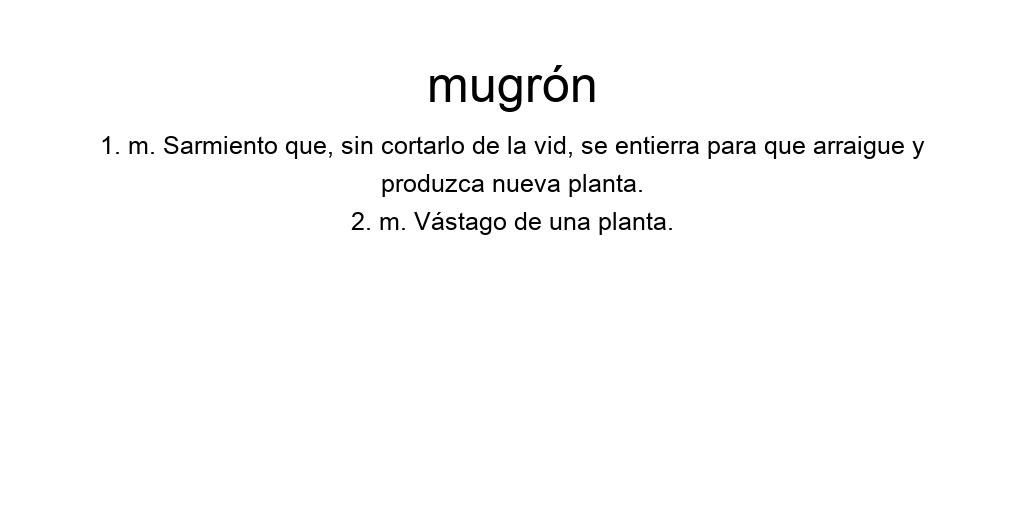 mugrón
1. m. Sarmiento que, sin cortarlo de la vid, se entierra para que arraigue y
produzca nueva planta.
2. m. Vástago de una planta.